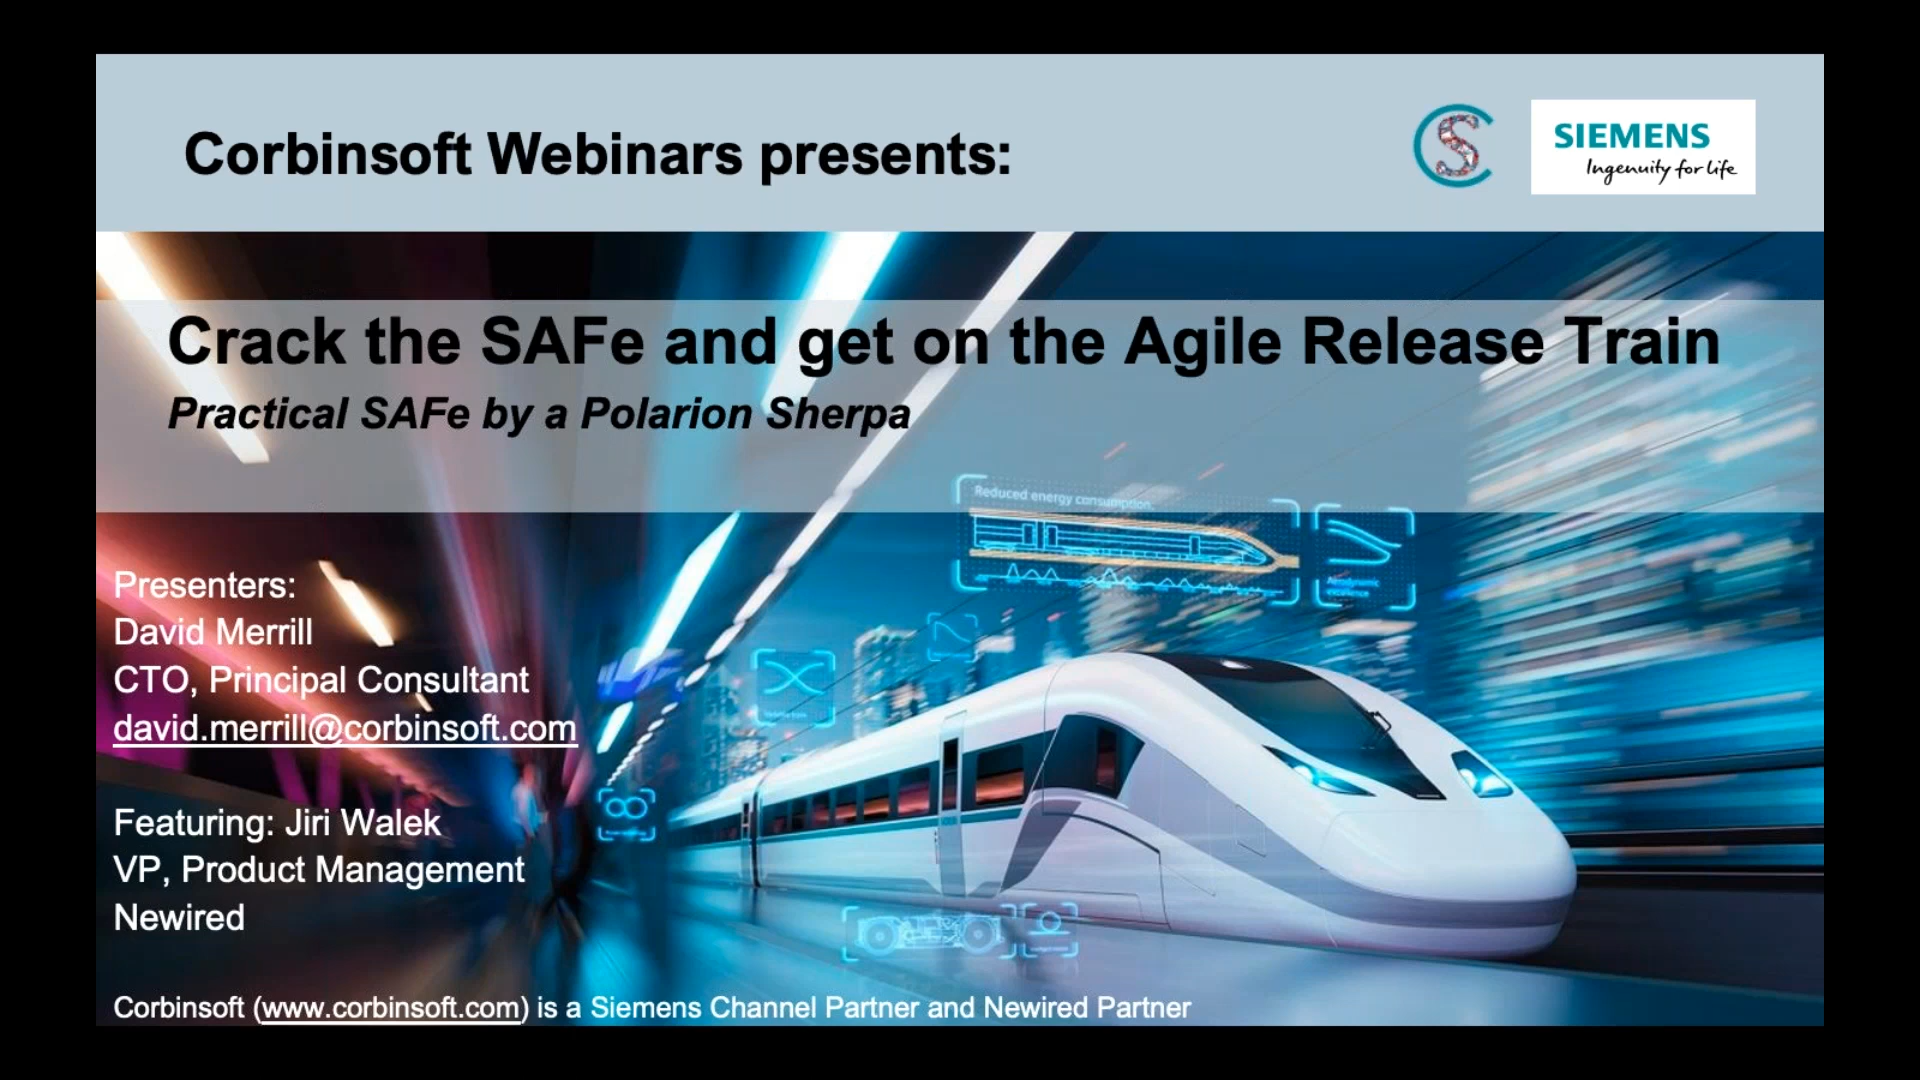 Corbinsoft Webinars presents:
SIEMENS
Ingenuity for life
Crack the SAFe and get on the Agile Release Train
Practical SAFe by a Polarion Sherpa
Reduced energy consumption
Aerodynamic
excellence
Presenters:
David Merrill
CTO, Principal Consultant
david.merrill@corbinsoft.com
Featuring: Jiri Walek
VP, Product Management
Newired
Corbinsoft (www.corbinsoft.com) is a Siemens Channel Partner and Newired Partner